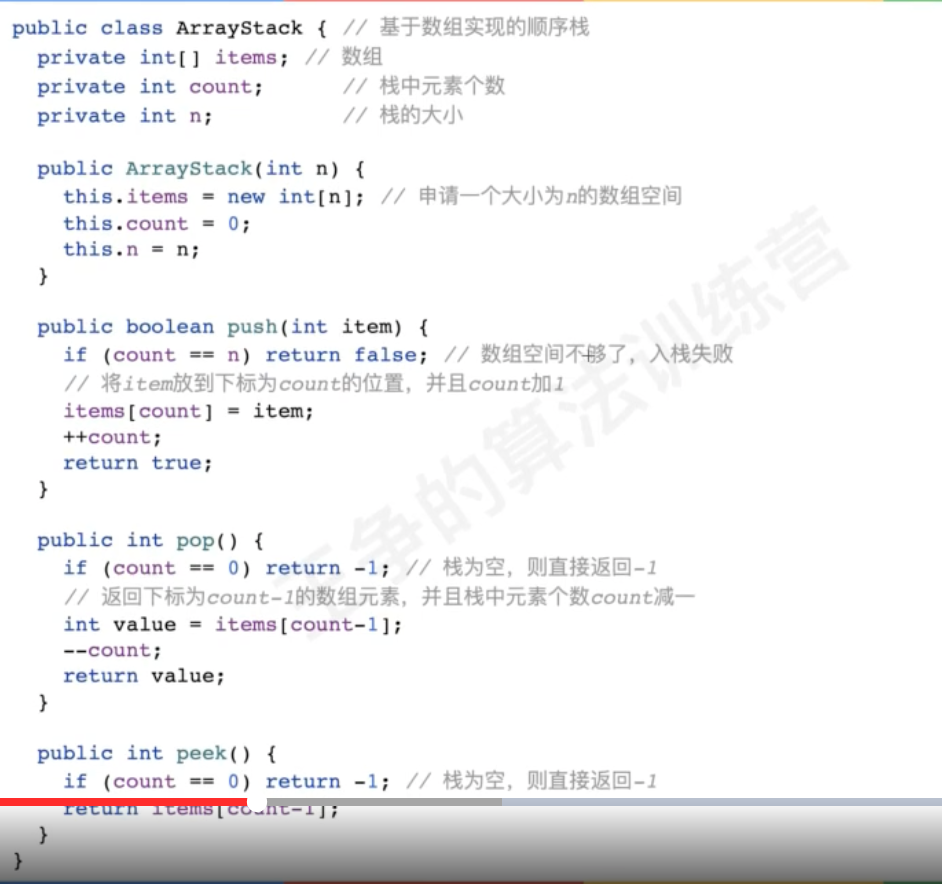 public class ArrayStack { // 基于数组实现的顺序栈
  private int[] items; // 数组
  private int count;      // 栈中元素个数
  private int n;          // 栈的大小

  public ArrayStack(int n) {
    this.items = new int[n]; // 申请一个大小为n的数组空间
    this.count = 0;
    this.n = n;
  }

  public boolean push(int item) {
    if (count == n) return false; // 数组空间不够了，入栈失败
    // 将item放到下标为count的位置，并且count加1
    items[count] = item;
    ++count;
    return true;
  }

  public int pop() {
    if (count == 0) return -1; // 栈为空，则直接返回-1
    // 返回下标为count-1的数组元素，并且栈中元素个数count减一
    int value = items[count-1];
    --count;
    return value;
  }

  public int peek() {
    if (count == 0) return -1; // 栈为空，则直接返回-1
    return items[count-1];
  }
}
王争的算法训练营